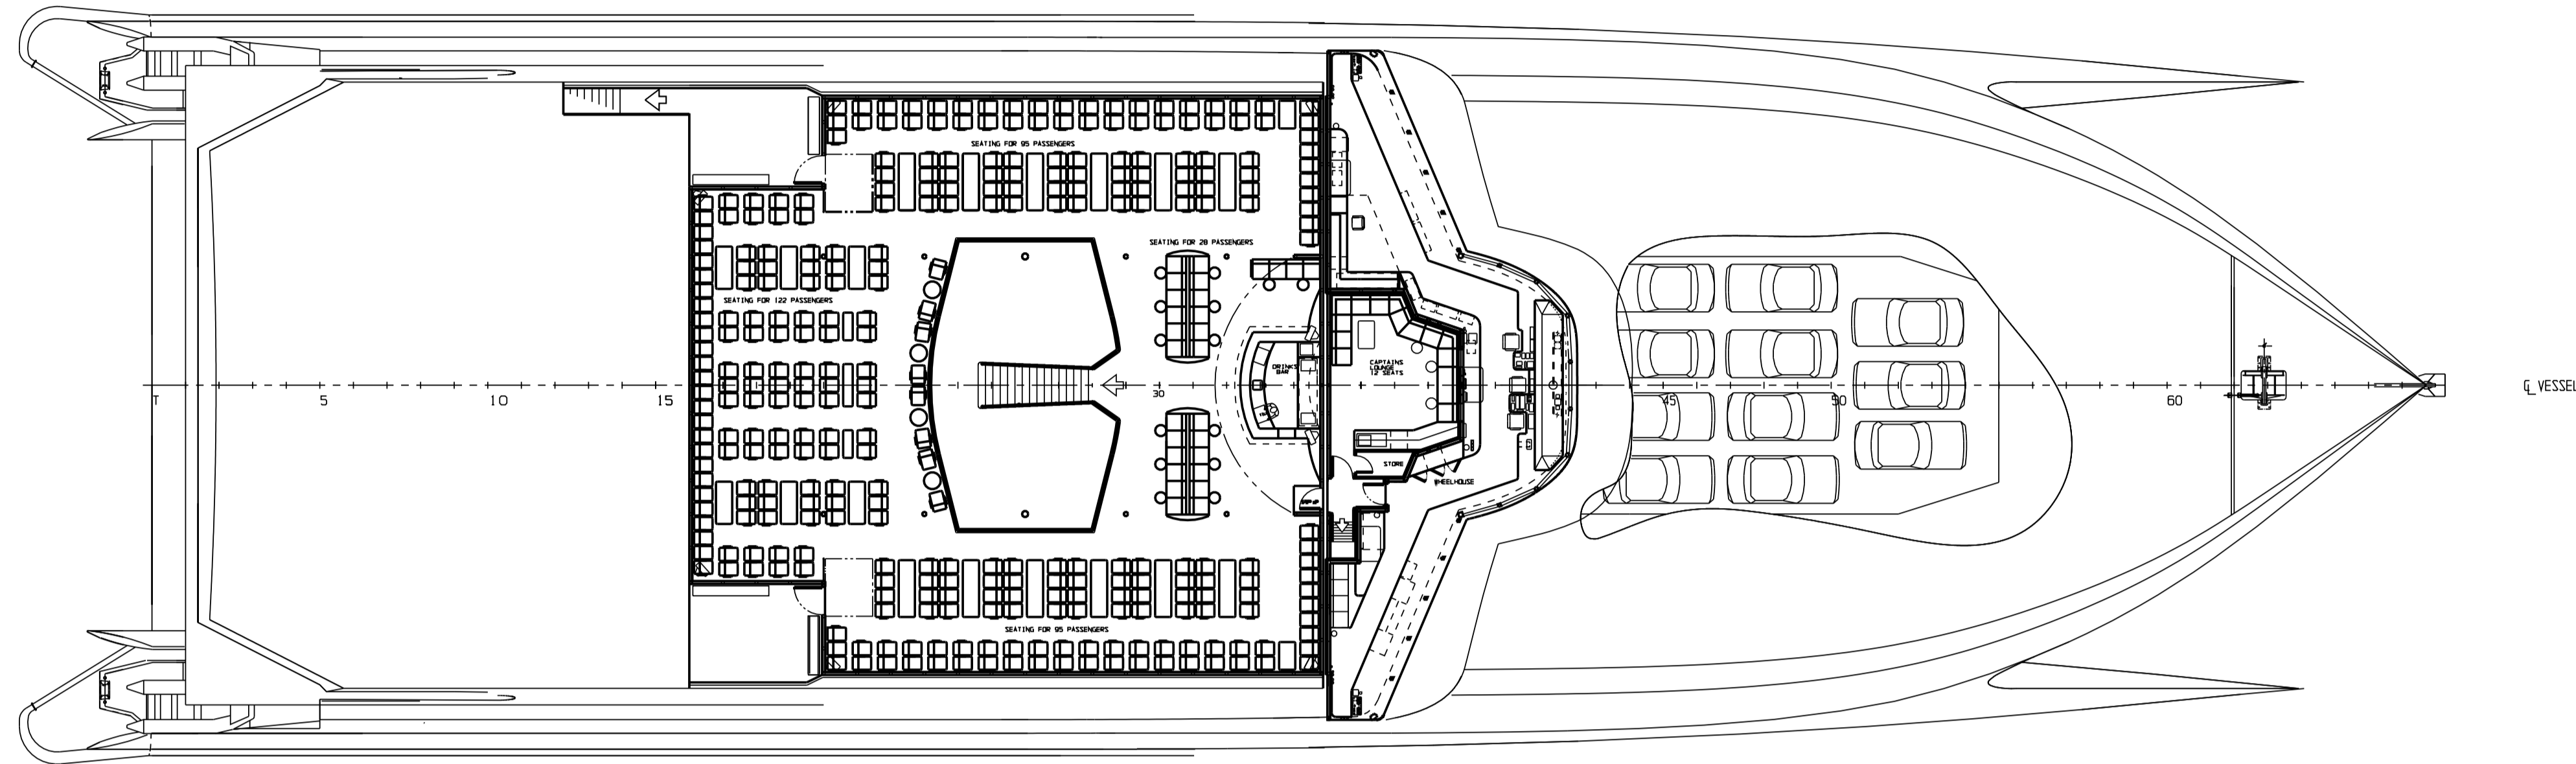 SEATING FOR 95 PASSENGERS
SEATING FOR 28 PASSENGERS
SEATING FOR 122 PASSENGERS
DRINKS
BAR
CAPTAINS
LOUNGE
12 SEATS
T
5
10
15
30
45
50
60
℄ VESSEL
STORE
WHEELHOUSE
SEATING FOR 95 PASSENGERS